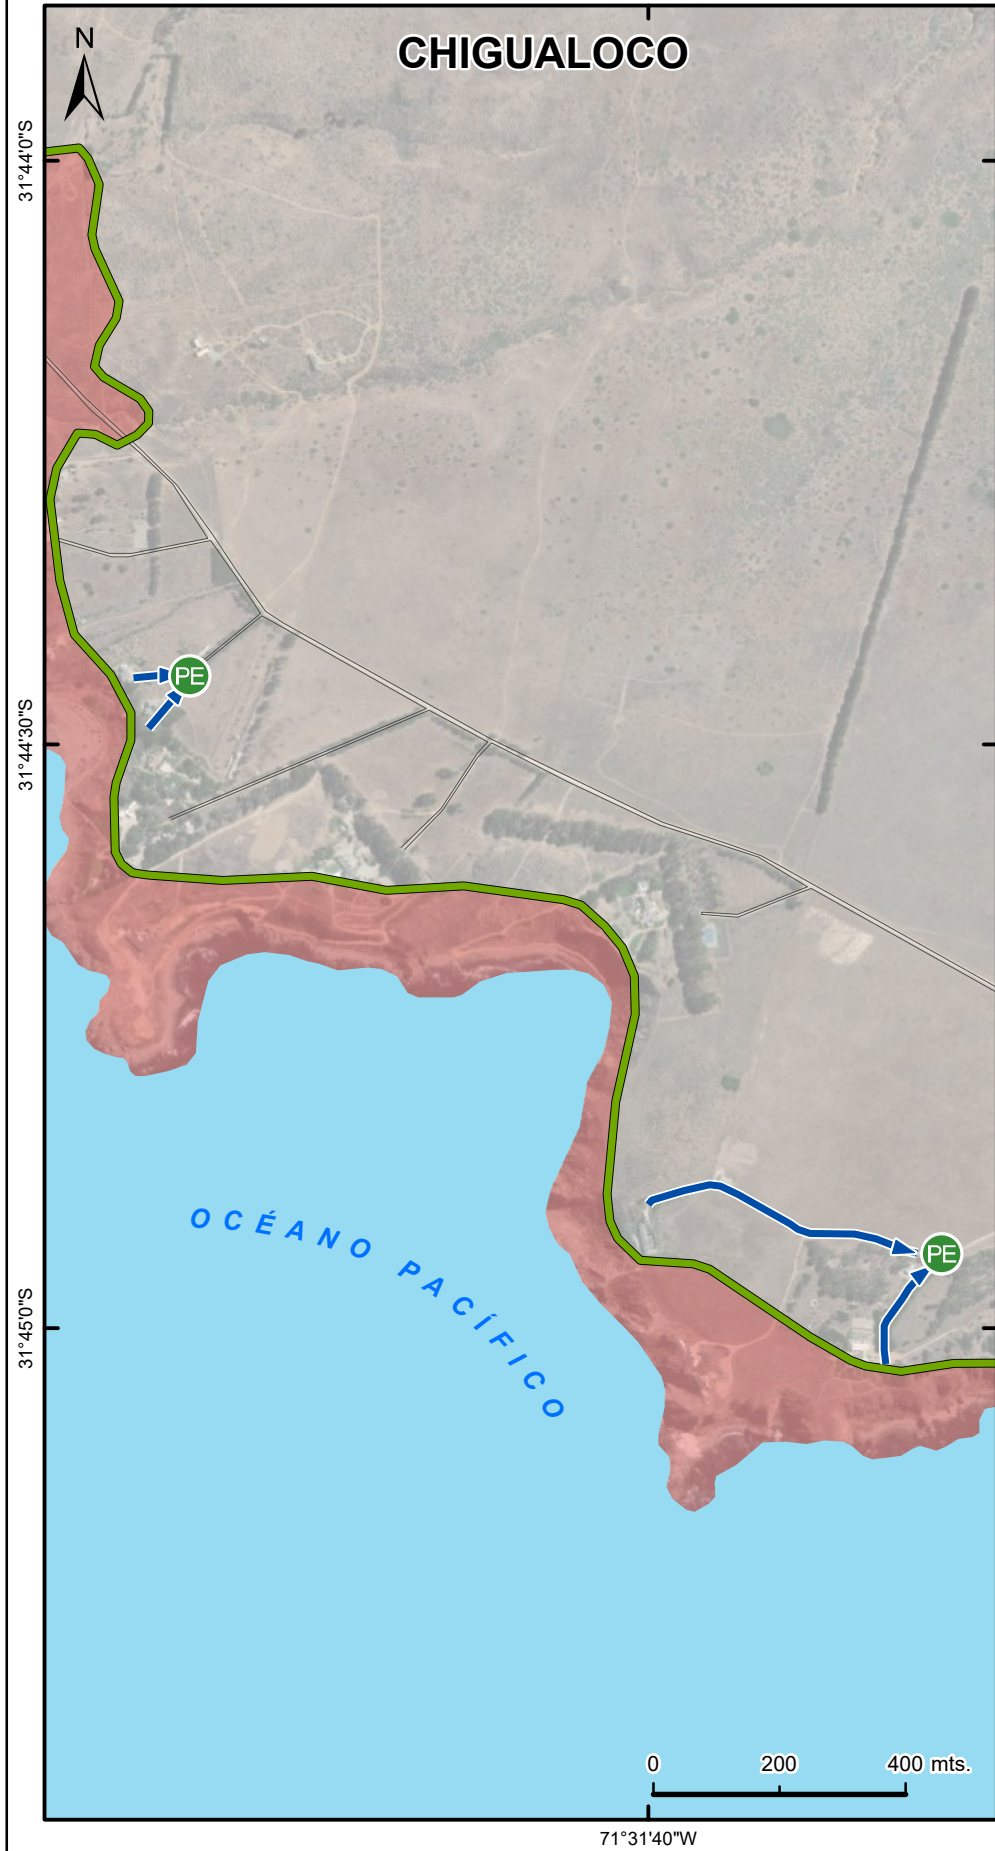 CHIGUALOCO
N
31°44'0"S
PE
31°44'30"S
OCÉANO PACÍFICO
PE
31°45'0"S
0 200 400 mts.
71°31'40"W